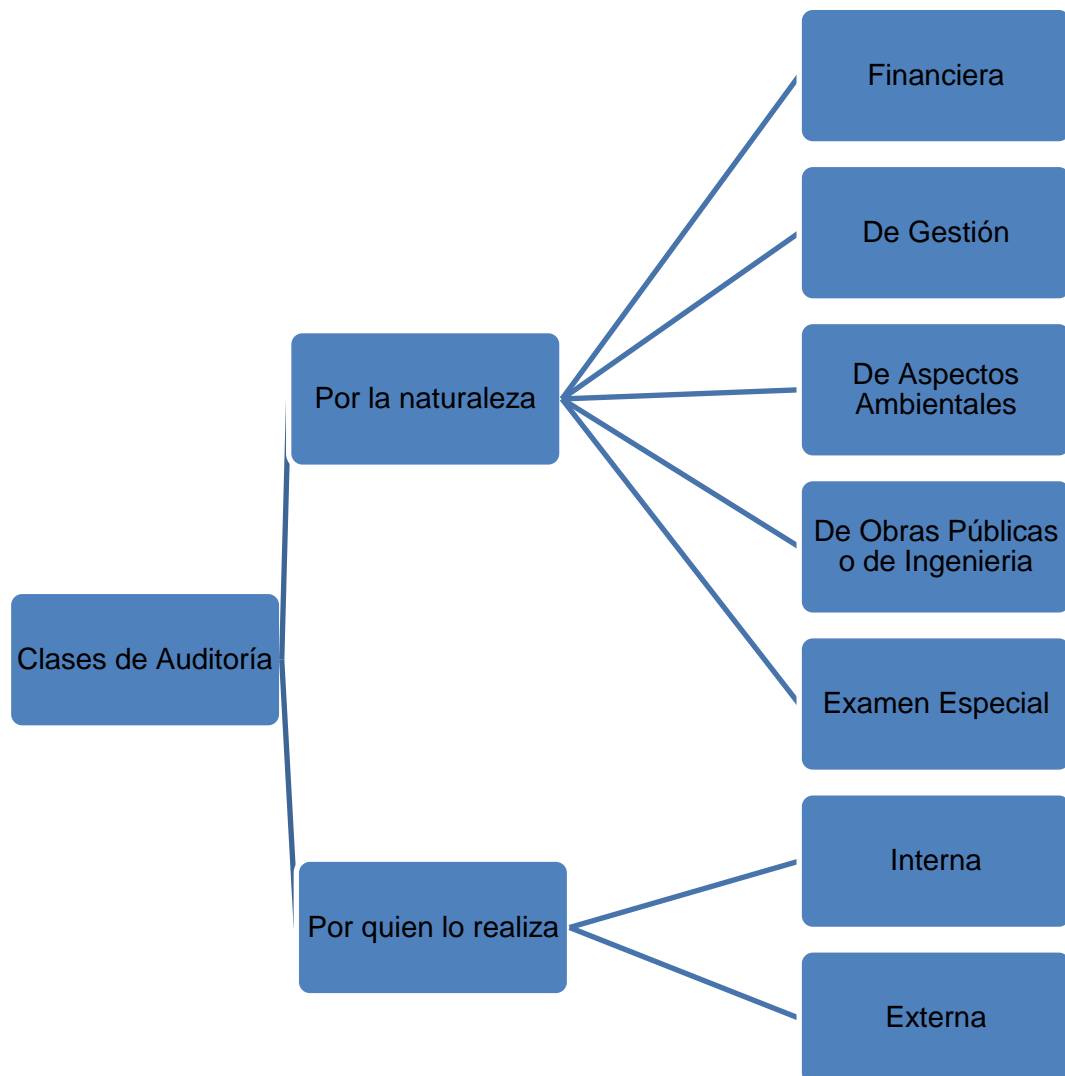 Clases de Auditoría
Por la naturaleza
Financiera
De Gestión
De Aspectos
Ambientales
De Obras Públicas
o de Ingenieria
Examen Especial
Por quien lo realiza
Interna
Externa